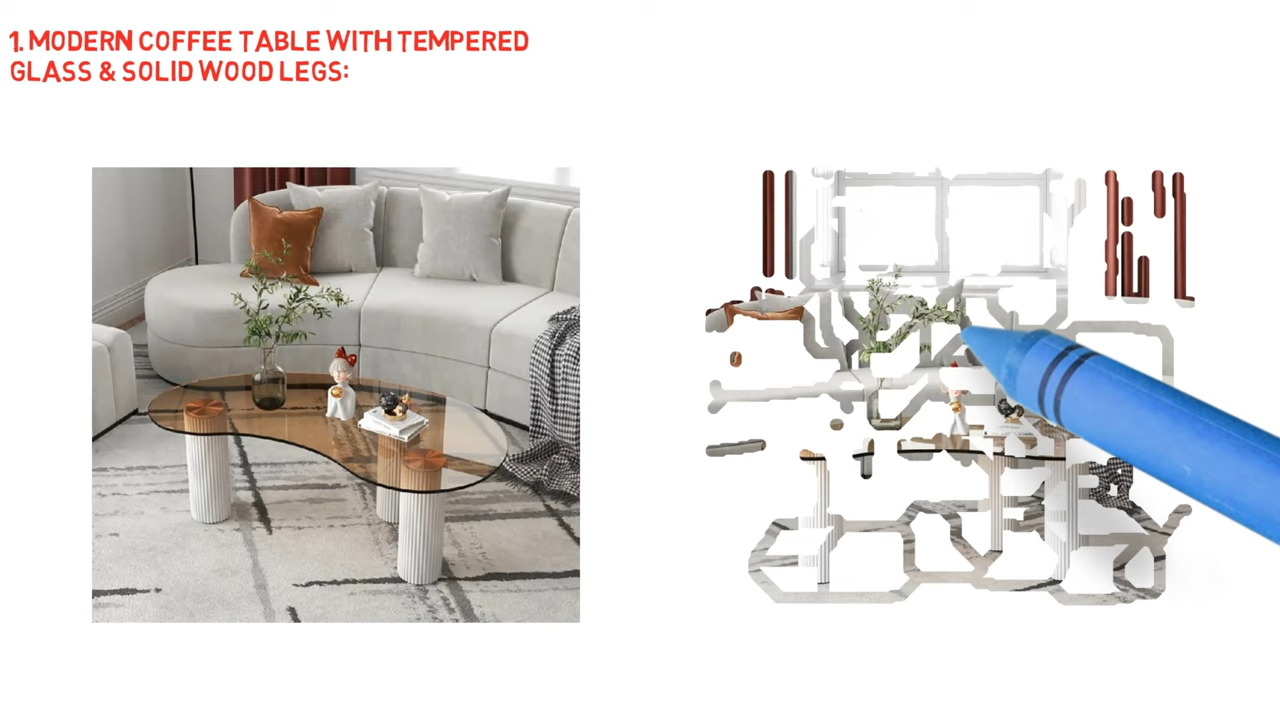 1. MODERN COFFEE TABLE WITH TEMPERED
GLASS & SOLID WOOD LEGS: